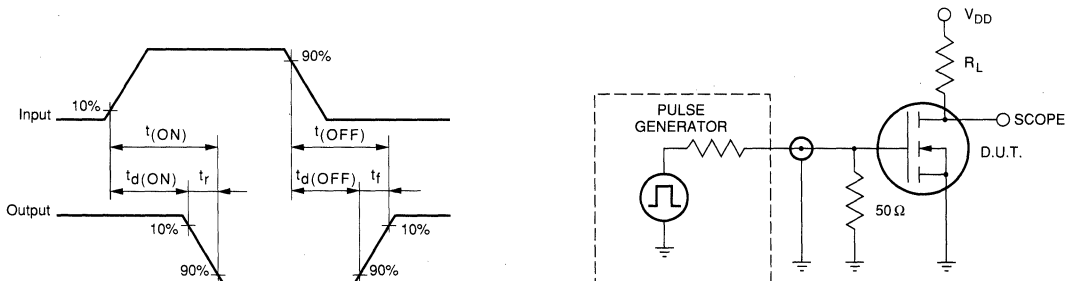 90%
10%
Input
t(ON)
t(OFF)
td(ON)
tr
td(OFF)
tf
Output
10%
10%
90%
90%
VDD
RL
PULSE
GENERATOR
SCOPE
D.U.T.
50Ω